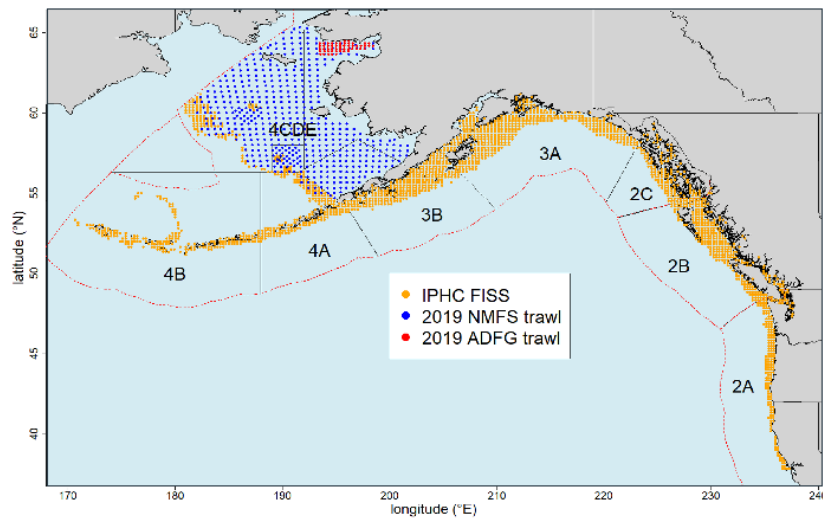 65
60
55
50
45
40
latitude (°N)
4CDE
3A
2C
3B
4A
4B
2B
2A
IPHC FISS
2019 NMFS trawl
2019 ADFG trawl
170 180 190 200 210 220 230 240
longitude (°E)